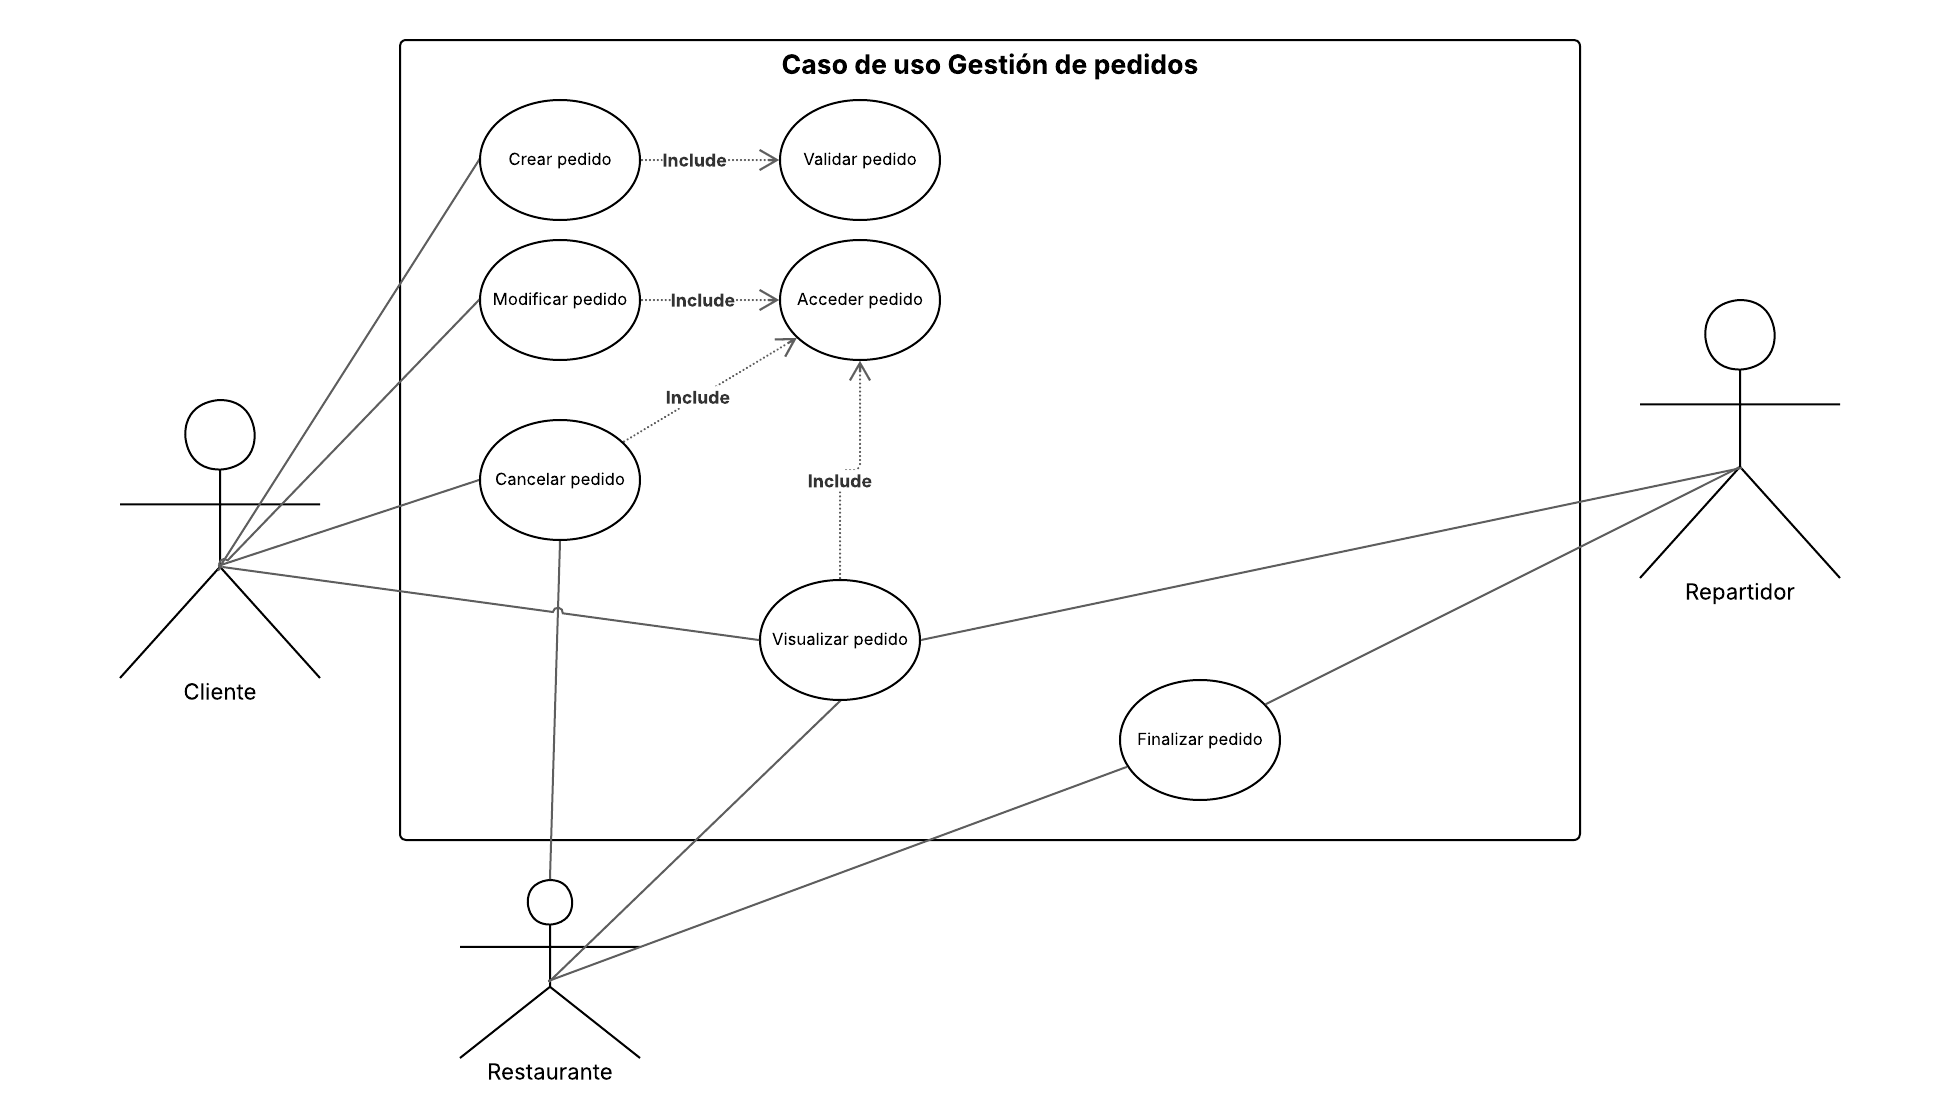 Caso de uso Gestión de pedidos
Crear pedido
Include
Validar pedido
Modificar pedido
Include
Acceder pedido
Include
Cancelar pedido
Include
Visualizar pedido
Finalizar pedido
Cliente
Repartidor
Restaurante